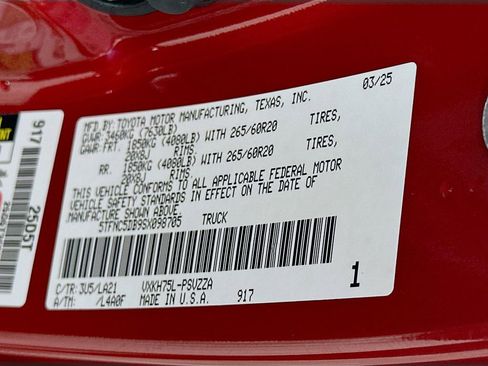 MFD. BY: TOYOTA MOTOR MANUFACTURING, TEXAS, INC. 03/25
GVWR: 3460KG (7630LB)
GAWR: FRT. 1850KG (4080LB) WITH 265/60R20 TIRES,
20X8J RIMS
RR. 1850KG (4080LB) WITH 265/60R20 TIRES,
20X8J RIMS
THIS VEHICLE CONFORMS TO ALL APPLICABLE FEDERAL MOTOR
VEHICLE SAFETY STANDARDS IN EFFECT ON THE DATE OF
MANUFACTURE SHOWN ABOVE.
5TFNC5DB9SX098705 TRUCK
C/TR: 3U5/LA21 VXKH75L-PSVZZA
A/TM: /L4A0F MADE IN U.S.A. 917
1
917
25D5T